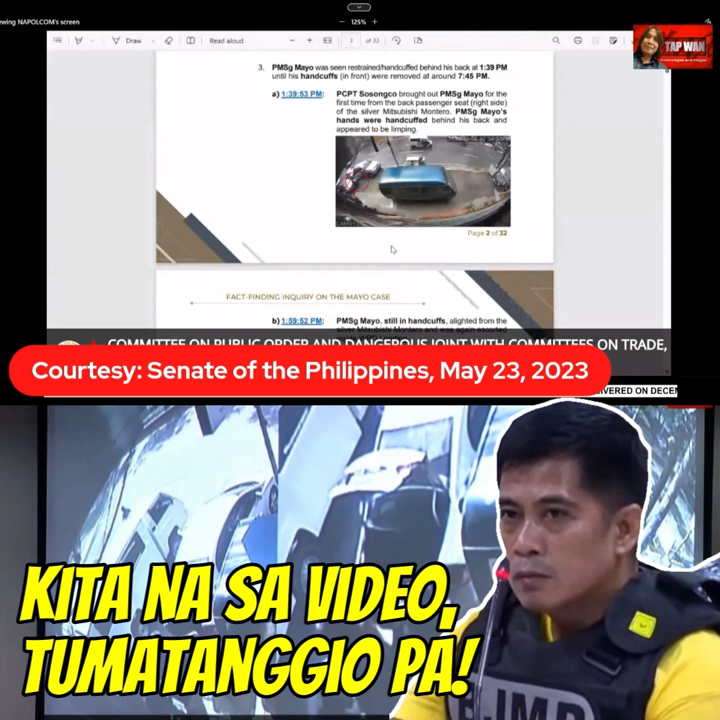 ewing NAPOLCOM's screen
125%
Draw
Read aloud
of 33
TAP WAN
3. PMSg Mayo was seen restrained/handcuffed behind his back at 1:39 PM
until his handcuffs (in front) were removed at around 7:45 PM.
a) 1:39:53 PM: PCPT Sosongco brought out PMSg Mayo for the
first time from the back passenger seat (right side)
of the silver Mitsubishi Montero. PMSg Mayo's
hands were handcuffed behind his back and
appeared to be limping.
Page 2 of 32
FACT-FINDING INQUIRY ON THE MAYO CASE
b) 1:59:52 PM: PMSg Mayo, still in handcuffs, alighted from the
silver Mitsubishi Montero and was again escorted
COMMITTEE ON PUBLIC ORDER AND DANGEROUS JOINT WITH COMMITTEES ON TRADE,
Courtesy: Senate of the Philippines, May 23, 2023
LIVERED ON DECEM
KITA NA SA VIDEO,
TUMATANGGIO PA!
BJMP